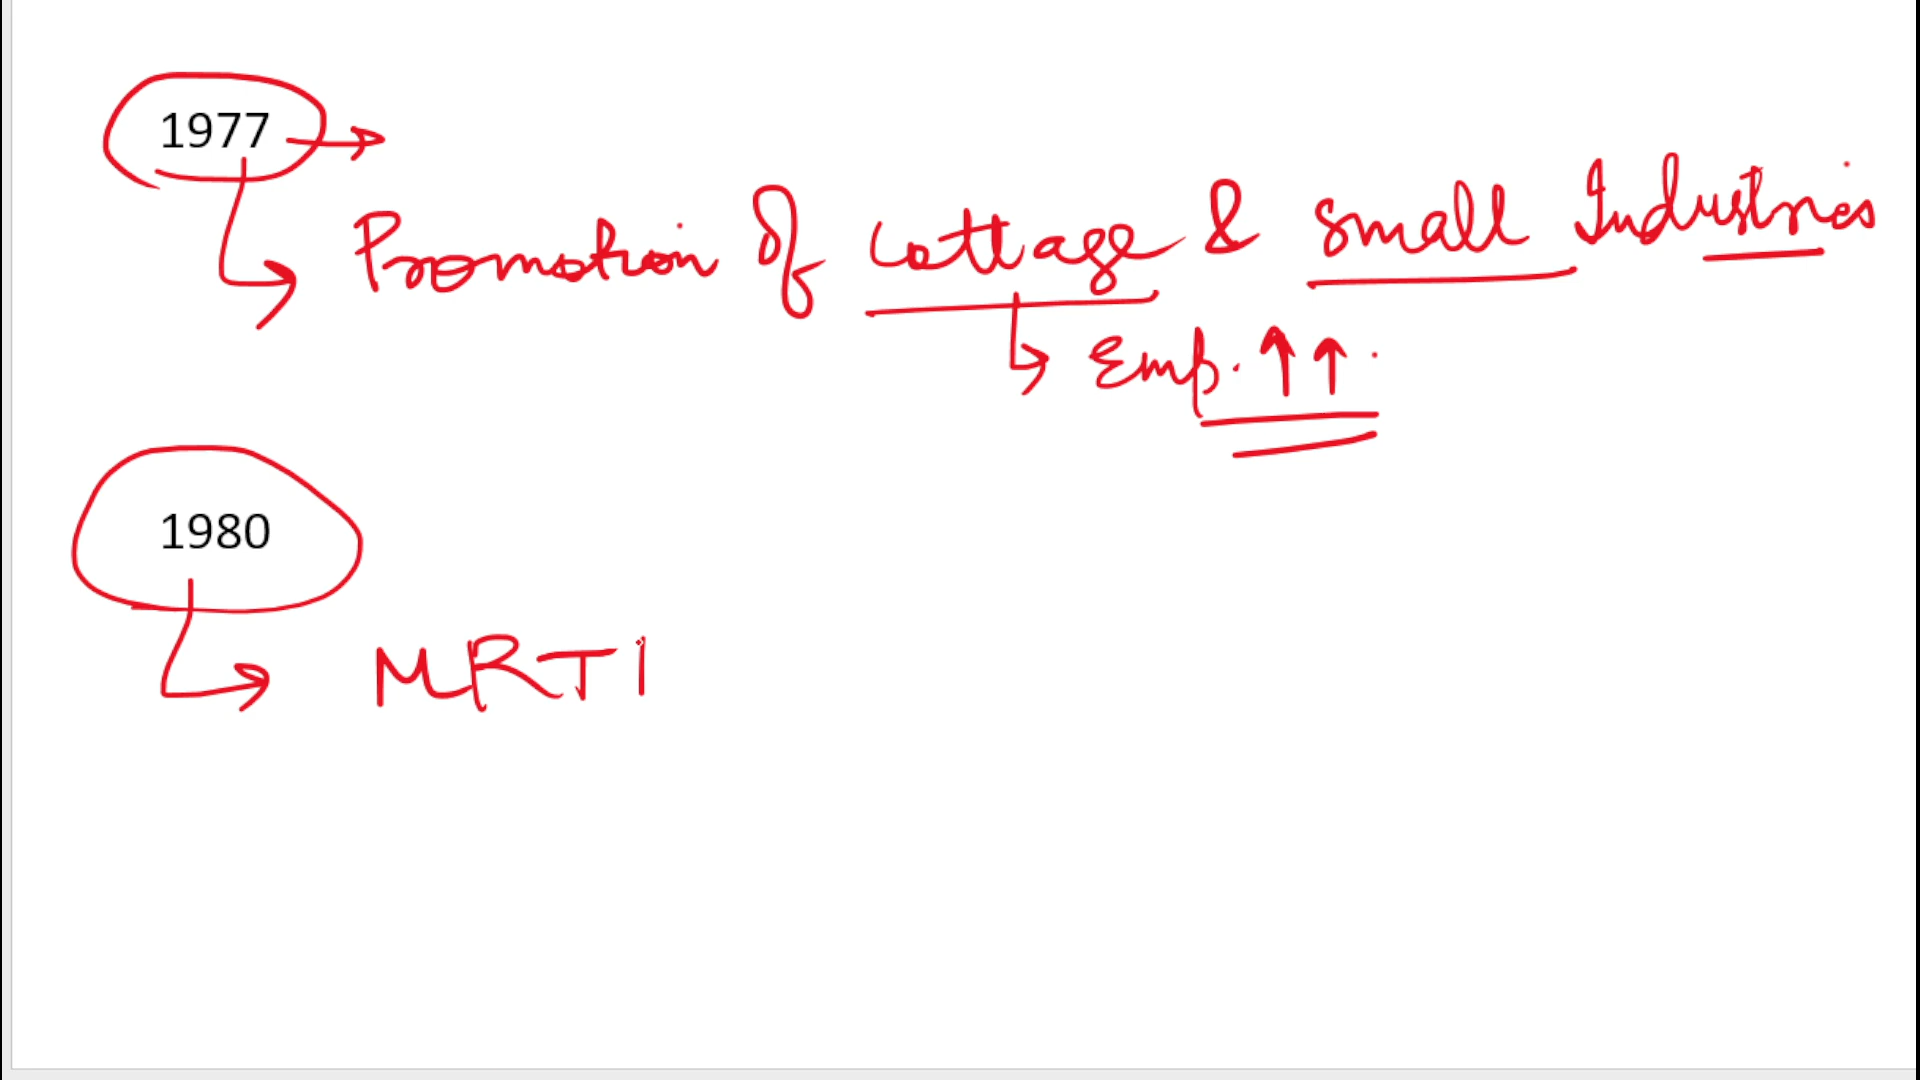 1977
Promotion of cottage & small Industries
Emp. ↑↑.
1980
MRTI